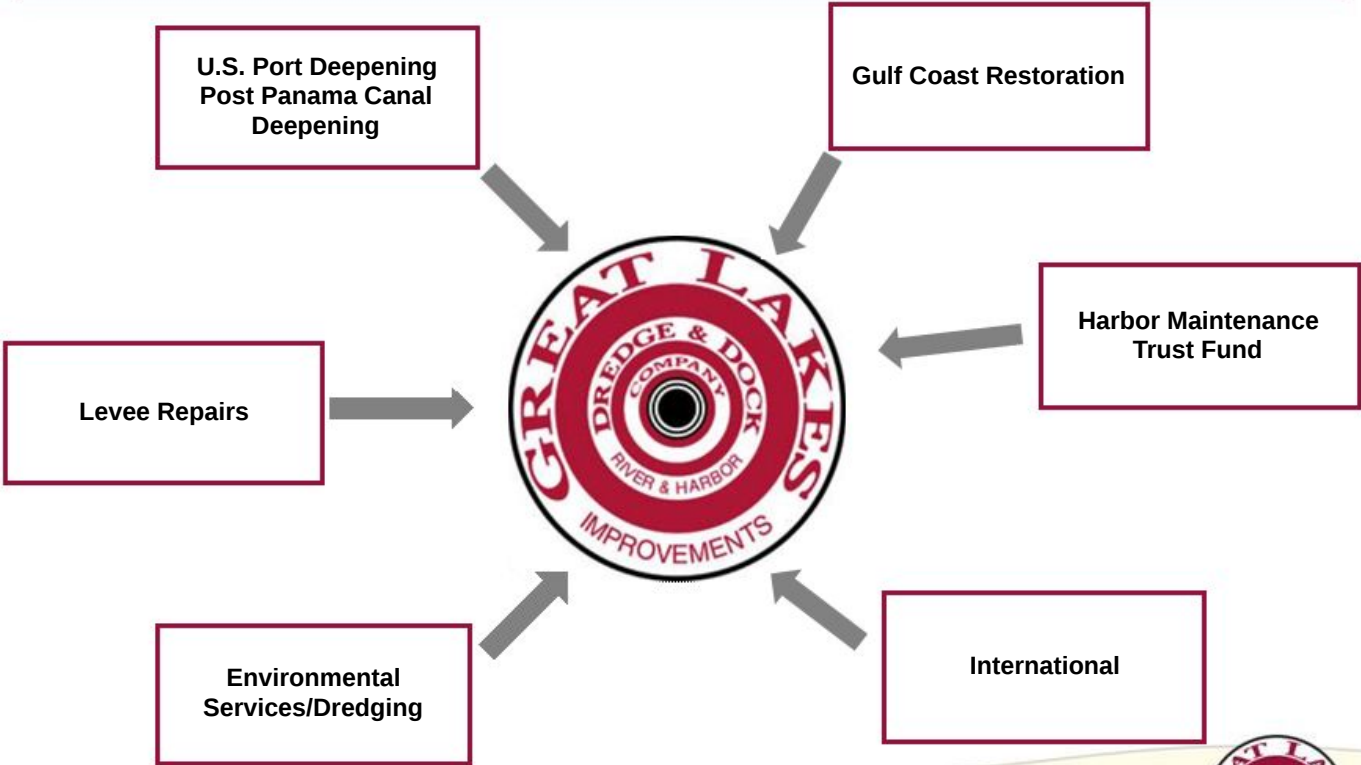 U.S. Port Deepening
Post Panama Canal
Deepening
Gulf Coast Restoration
Harbor Maintenance
Trust Fund
Levee Repairs
GREAT LAKES
DREDGE & DOCK
COMPANY
RIVER & HARBOR
IMPROVEMENTS
Environmental
Services/Dredging
International